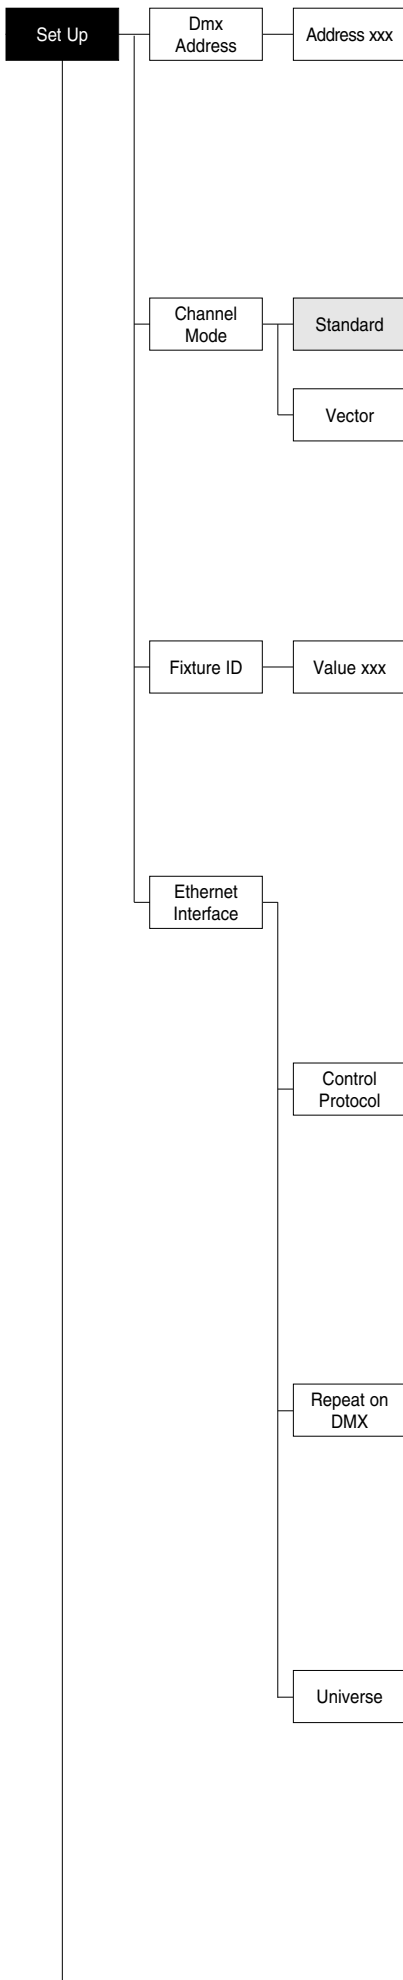 Set Up
Dmx
Address
Address xxx
Channel
Mode
Standard
Vector
Fixture ID
Value xxx
Ethernet
Interface
Control
Protocol
Repeat on
DMX
Universe